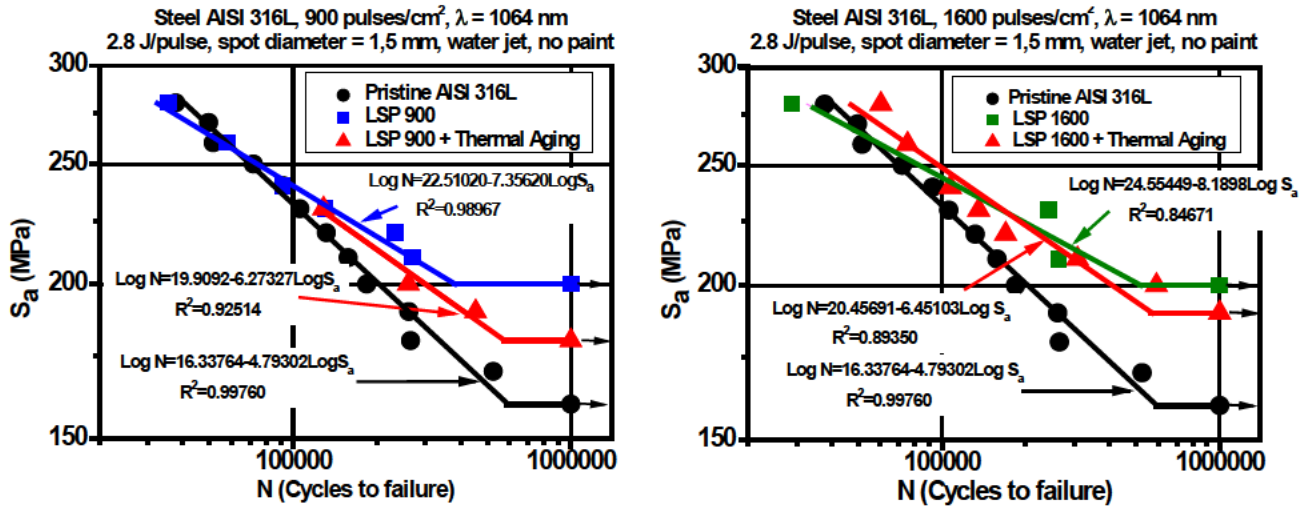 Steel AISI 316L, 900 pulses/cm², λ = 1064 nm
2.8 J/pulse, spot diameter = 1,5 mm, water jet, no paint
300
250
200
150
Sa (MPa)
Pristine AISI 316L
LSP 900
LSP 900 + Thermal Aging
Log N=22.51020-7.35620LogSa
R²=0.98967
Log N=19.9092-6.27327LogSa
R²=0.92514
Log N=16.33764-4.79302LogSa
R²=0.99760
100000
1000000
N (Cycles to failure)
Steel AISI 316L, 1600 pulses/cm², λ = 1064 nm
2.8 J/pulse, spot diameter = 1,5 mm, water jet, no paint
300
250
200
150
Sa (MPa)
Pristine AISI 316L
LSP 1600
LSP 1600 + Thermal Aging
Log N=24.55449-8.1898Log Sa
R²=0.84671
Log N=20.45691-6.45103Log Sa
R²=0.89350
Log N=16.33764-4.79302Log Sa
R²=0.99760
100000
1000000
N (Cycles to failure)